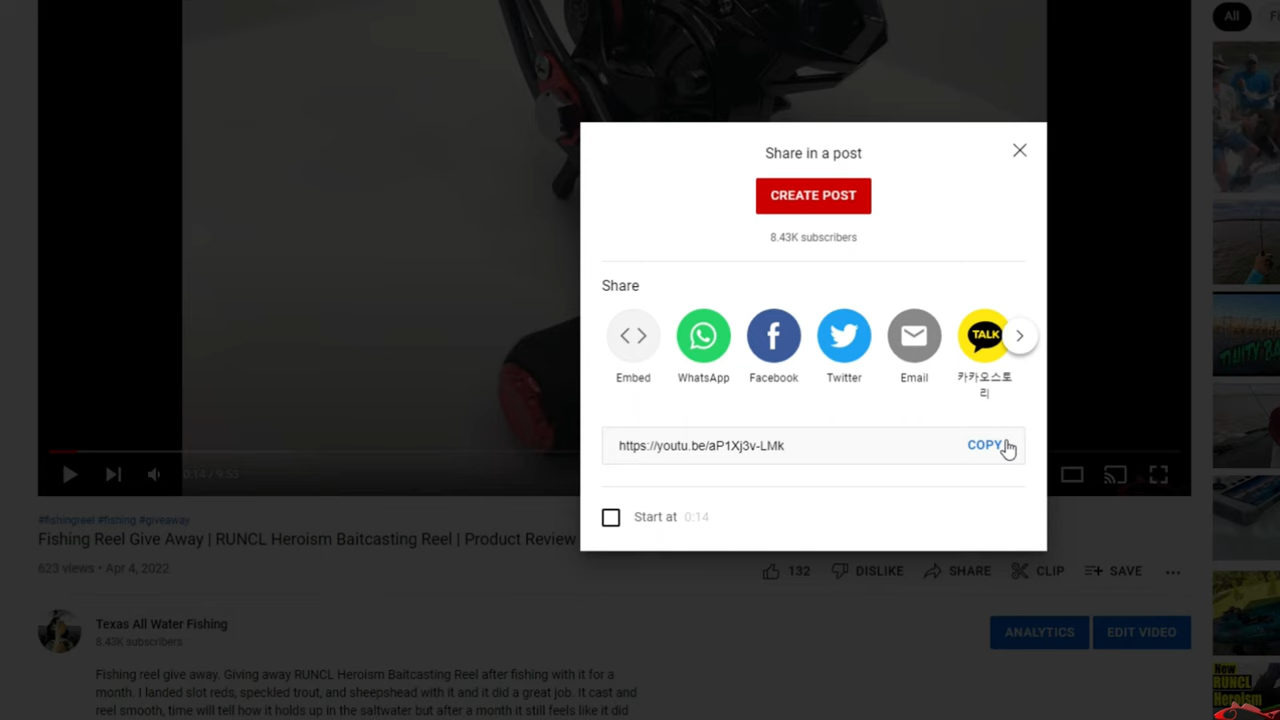 All
Share in a post
CREATE POST
8.43K subscribers
Share
TALK
Embed
WhatsApp
Facebook
Twitter
Email
카카오스토
리
https://youtu.be/aP1Xj3v-LMk
COPY
0:14 / 9:53
Start at 0:14
#fishingreel #fishing #giveaway
Fishing Reel Give Away | RUNCL Heroism Baitcasting Reel | Product Review
623 views • Apr 4, 2022
132
DISLIKE
SHARE
CLIP
SAVE
Texas All Water Fishing
8.43K subscribers
ANALYTICS
EDIT VIDEO
Fishing reel give away. Giving away RUNCL Heroism Baitcasting Reel after fishing with it for a
month. I landed slot reds, speckled trout, and sheepshead with it and it did a great job. It cast and
reel smooth, time will tell how it holds up in the saltwater but after a month it still feels like it did
New
RUNCL
Heroism